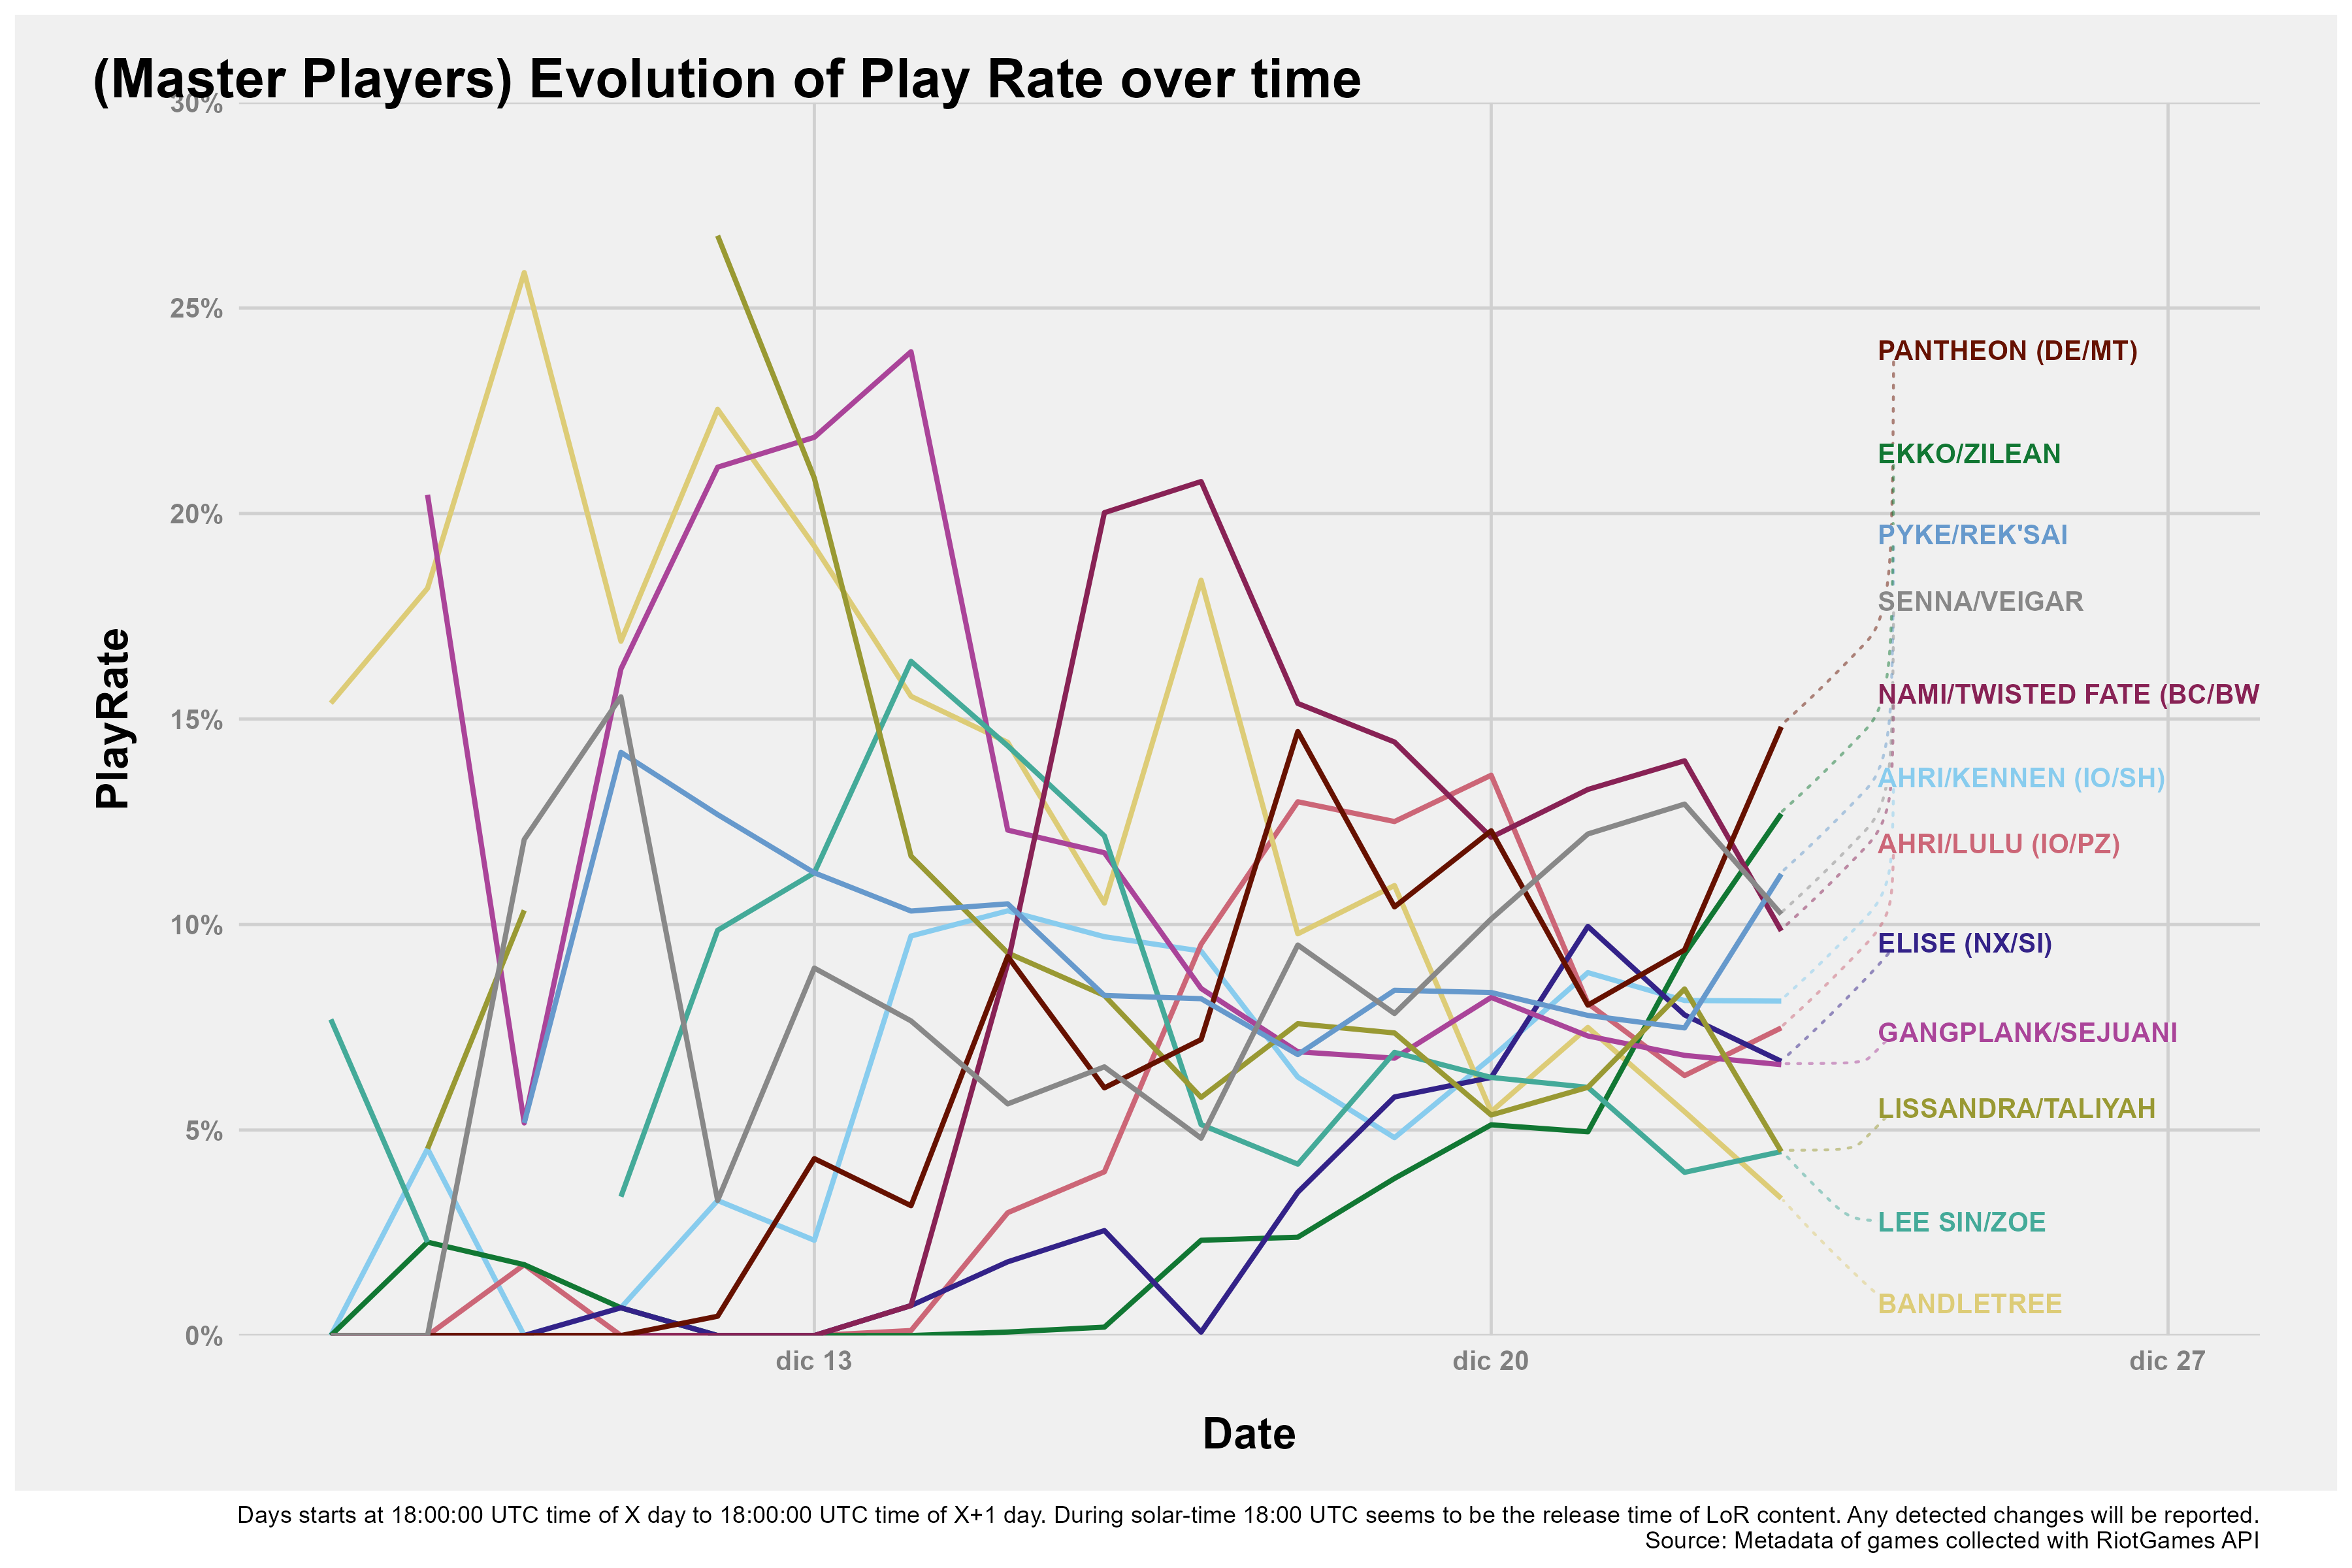 (Master Players) Evolution of Play Rate over time
30%
25%
20%
15%
10%
5%
0%
PlayRate
PANTHEON (DE/MT)
EKKO/ZILEAN
PYKE/REK'SAI
SENNA/VEIGAR
NAMI/TWISTED FATE (BC/BW
AHRI/KENNEN (IO/SH)
AHRI/LULU (IO/PZ)
ELISE (NX/SI)
GANGPLANK/SEJUANI
LISSANDRA/TALIYAH
LEE SIN/ZOE
BANDLETREE
dic 13 dic 20 dic 27
Date
Days starts at 18:00:00 UTC time of X day to 18:00:00 UTC time of X+1 day. During solar-time 18:00 UTC seems to be the release time of LoR content. Any detected changes will be reported.
Source: Metadata of games collected with RiotGames API